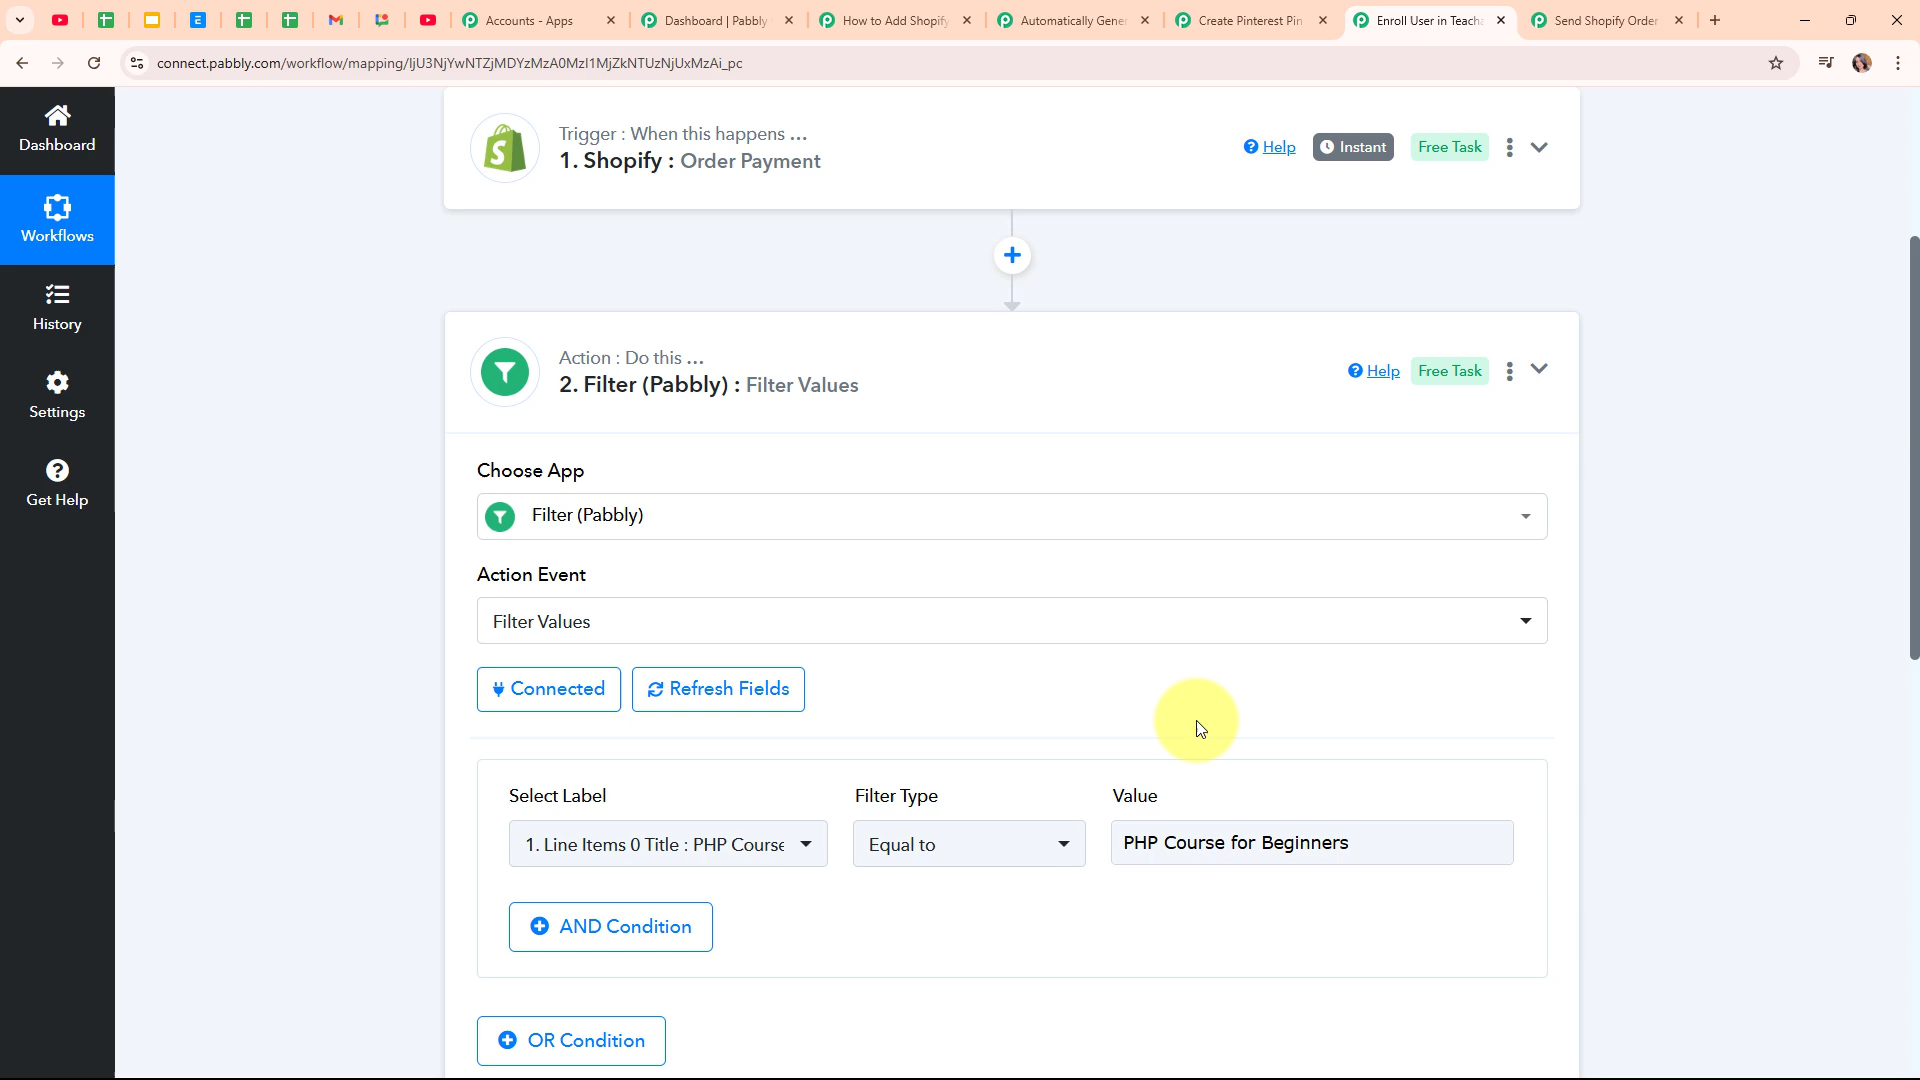 Accounts - Apps
Dashboard | Pabbly
How to Add Shopify
Automatically Gener
Create Pinterest Pin
Enroll User in Teacha
Send Shopify Order
connect.pabbly.com/workflow/mapping/
Dashboard
Workflows
History
Settings
Get Help
Trigger : When this happens ...
1. Shopify : Order Payment
Help
Instant
Free Task
Action : Do this ...
2. Filter (Pabbly) : Filter Values
Help
Free Task
Choose App
Filter (Pabbly)
Action Event
Filter Values
Connected
Refresh Fields
Select Label
Filter Type
Value
1. Line Items 0 Title : PHP Course
Equal to
PHP Course for Beginners
AND Condition
OR Condition